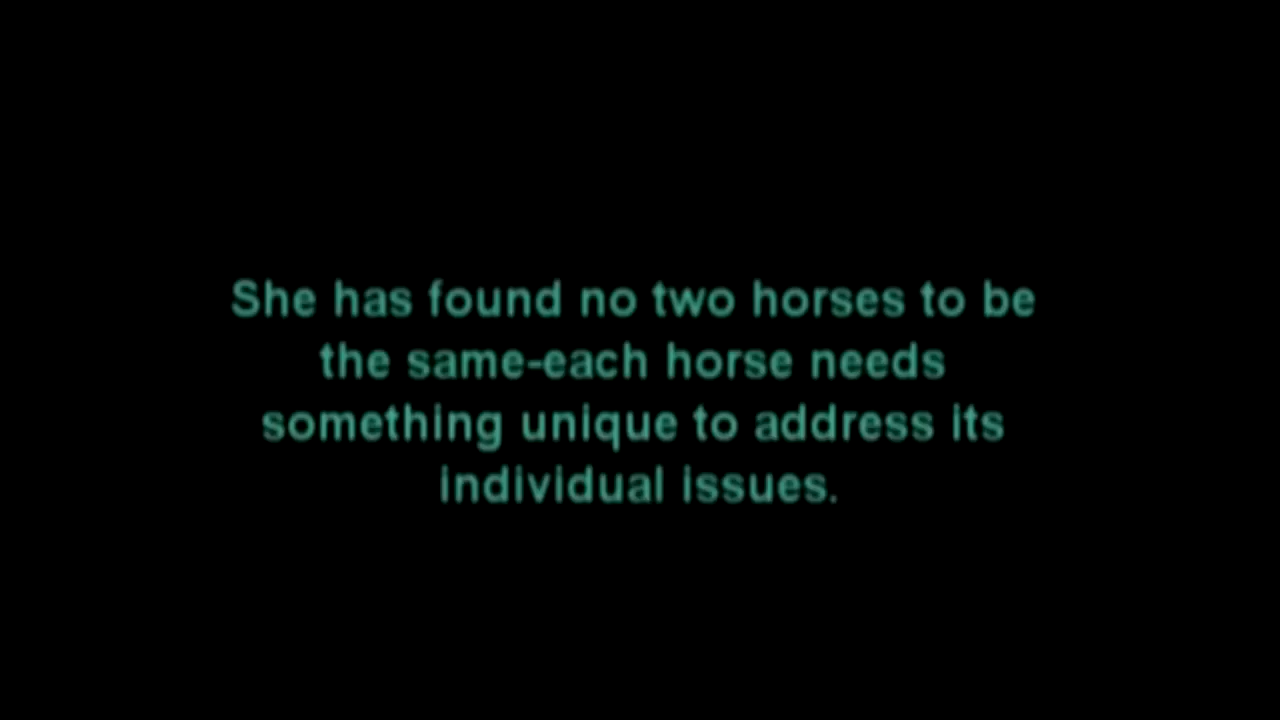 She has found no two horses to be
the same-each horse needs
something unique to address its
individual issues.